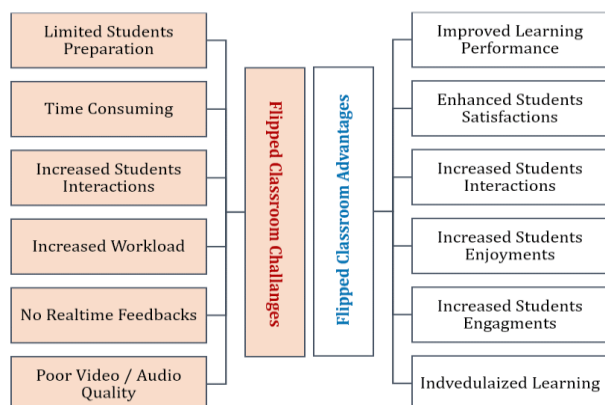 Limited Students
Preparation
Time Consuming
Increased Students
Interactions
Increased Workload
No Realtime Feedbacks
Poor Video / Audio
Quality
Flipped Classroom Challanges
Flipped Classroom Advantages
Improved Learning
Performance
Enhanced Students
Satisfactions
Increased Students
Interactions
Increased Students
Enjoyments
Increased Students
Engagments
Indvedulaized Learning